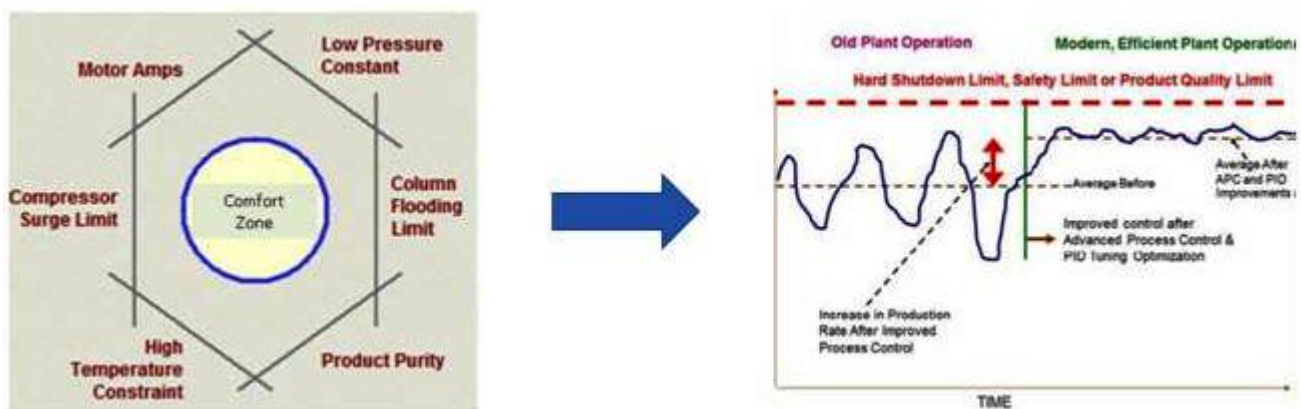 Motor Amps
Low Pressure
Constant
Compressor
Surge Limit
Comfort
Zone
Column
Flooding
Limit
High
Temperature
Constraint
Product Purity
Old Plant Operation
Modern, Efficient Plant Operation
Hard Shutdown Limit, Safety Limit or Product Quality Limit
Average Before
Average After
APC and PID
Improvements
Improved control after
Advanced Process Control &
PID Tuning Optimization
Increase in Production
Rate After Improved
Process Control
TIME